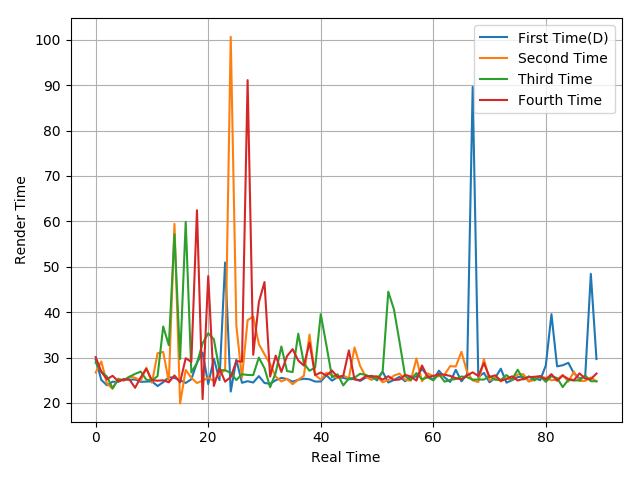 First Time(D)
Second Time
Third Time
Fourth Time
Render Time
100
90
80
70
60
50
40
30
20
0 20 40 60 80
Real Time